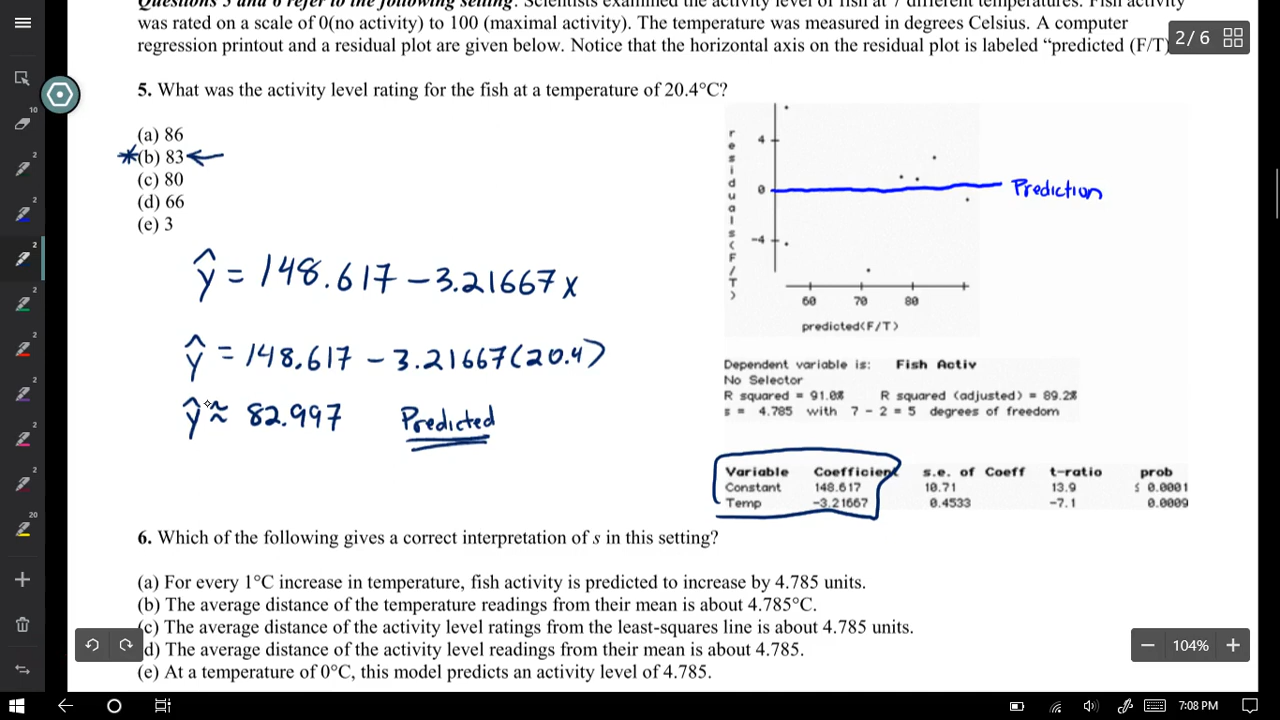 Questions 5 and 6 refer to the following setting. Scientists examined the activity level of fish at 7 different temperatures. Fish activity
was rated on a scale of 0(no activity) to 100 (maximal activity). The temperature was measured in degrees Celsius. A computer
regression printout and a residual plot are given below. Notice that the horizontal axis on the residual plot is labeled “predicted (F/T)
2 / 6
5. What was the activity level rating for the fish at a temperature of 20.4°C?
(a) 86
*(b) 83 ←
(c) 80
(d) 66
(e) 3
ŷ = 148.617 − 3.21667x
ŷ = 148.617 − 3.21667(20.4)
ŷ ≈ 82.997 Predicted
residuals(F/T)
4
0
-4
Prediction
60 70 80
predicted(F/T)
Dependent variable is: Fish Activ
No Selector
R squared = 91.0% R squared (adjusted) = 89.2%
s = 4.785 with 7 - 2 = 5 degrees of freedom
Variable Coefficient s.e. of Coeff t-ratio prob
Constant 148.617 10.71 13.9 ≤ 0.0001
Temp -3.21667 0.4533 -7.1 0.0009
6. Which of the following gives a correct interpretation of s in this setting?
(a) For every 1°C increase in temperature, fish activity is predicted to increase by 4.785 units.
(b) The average distance of the temperature readings from their mean is about 4.785°C.
(c) The average distance of the activity level ratings from the least-squares line is about 4.785 units.
d) The average distance of the activity level readings from their mean is about 4.785.
(e) At a temperature of 0°C, this model predicts an activity level of 4.785.
10
2
2
2
2
2
2
2
2
20
104%
7:08 PM